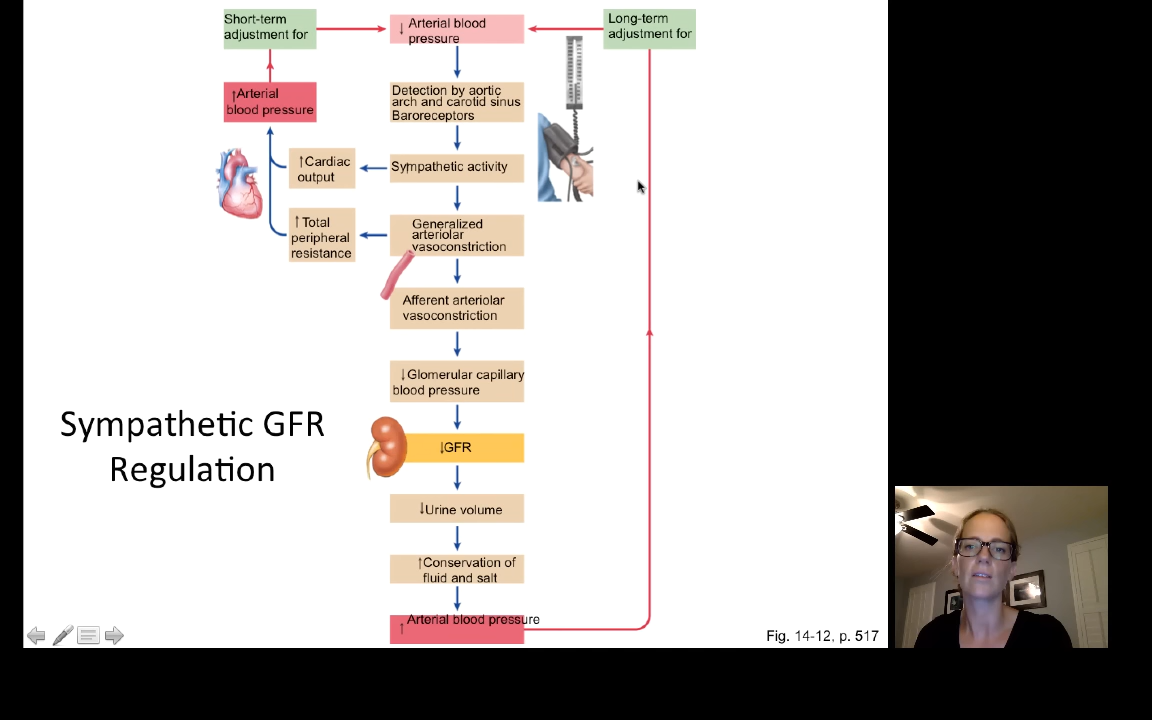 Short-term
adjustment for
↓ Arterial blood
pressure
Long-term
adjustment for
↑Arterial
blood pressure
Detection by aortic
arch and carotid sinus
Baroreceptors
↑Cardiac
output
Sympathetic activity
↑Total
peripheral
resistance
Generalized
arteriolar
vasoconstriction
Afferent arteriolar
vasoconstriction
↓Glomerular capillary
blood pressure
Sympathetic GFR
Regulation
↓GFR
↓Urine volume
↑Conservation of
fluid and salt
↑ Arterial blood pressure
Fig. 14-12, p. 517